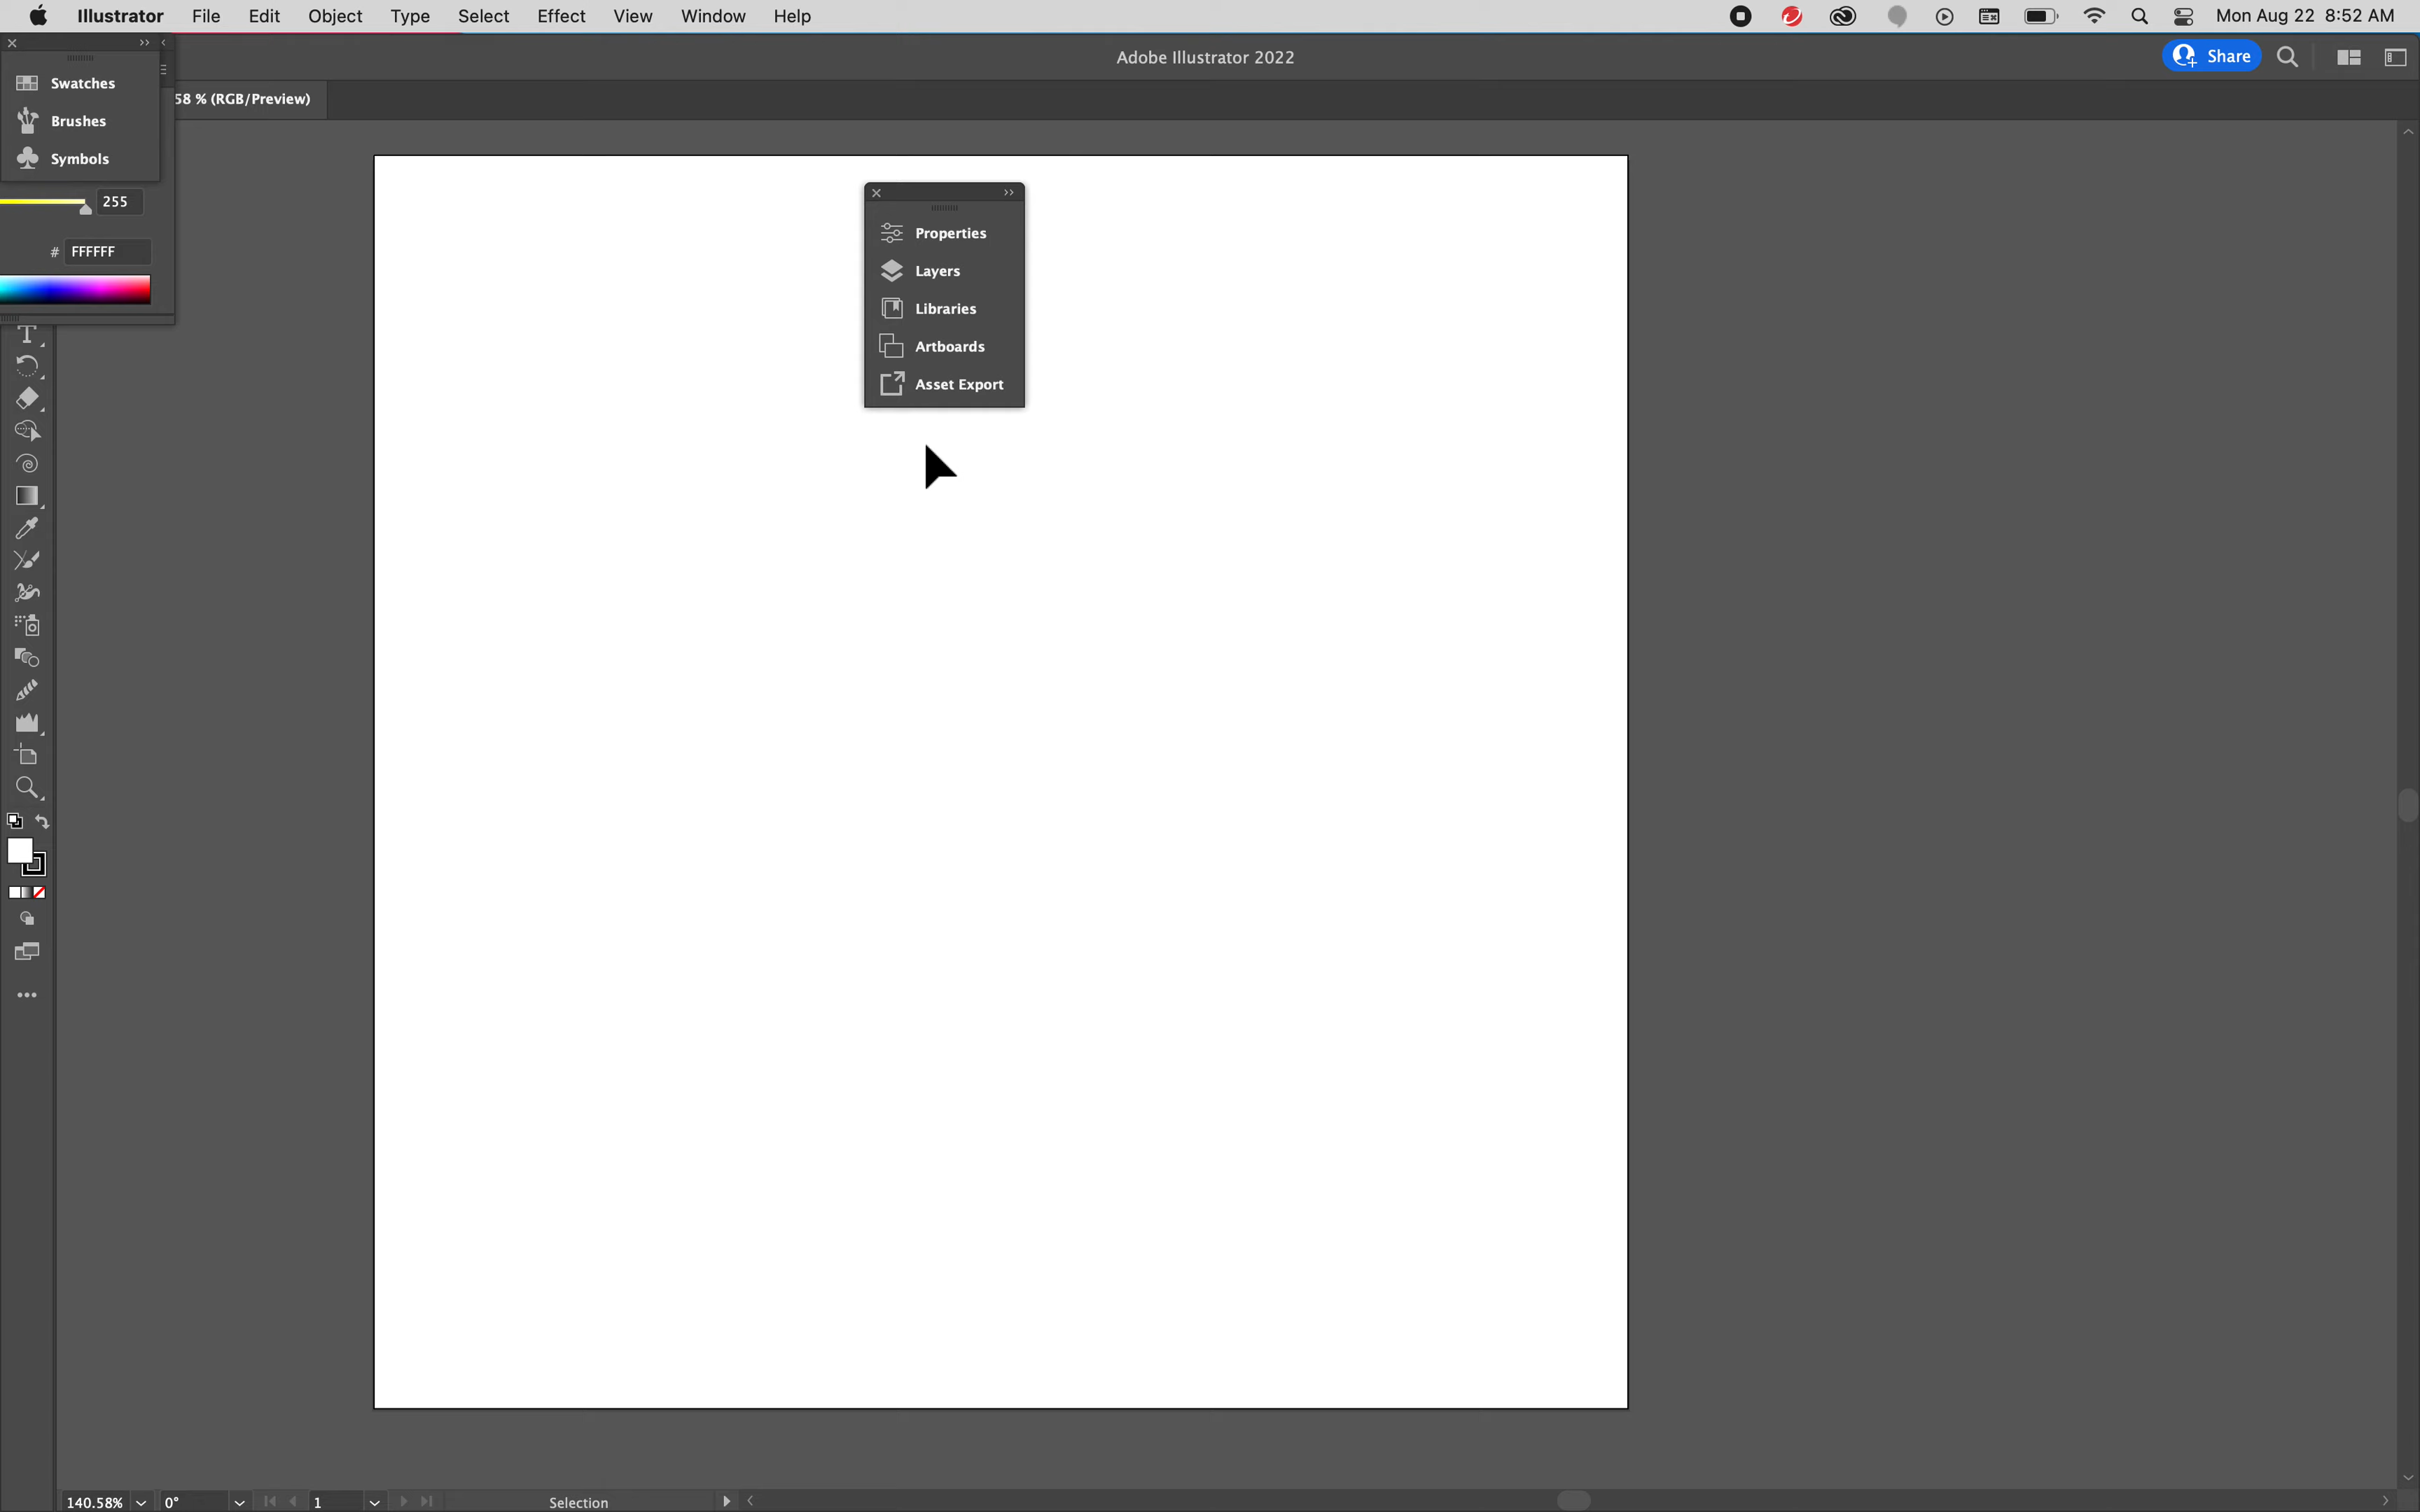 Illustrator File Edit Object Type Select Effect View Window Help Mon Aug 22 8:52 AM
Adobe Illustrator 2022 Share
Swatches
58 % (RGB/Preview)
Brushes
Symbols
255
# FFFFFF
Properties
Layers
Libraries
Artboards
Asset Export
140.58% 0° 1 Selection